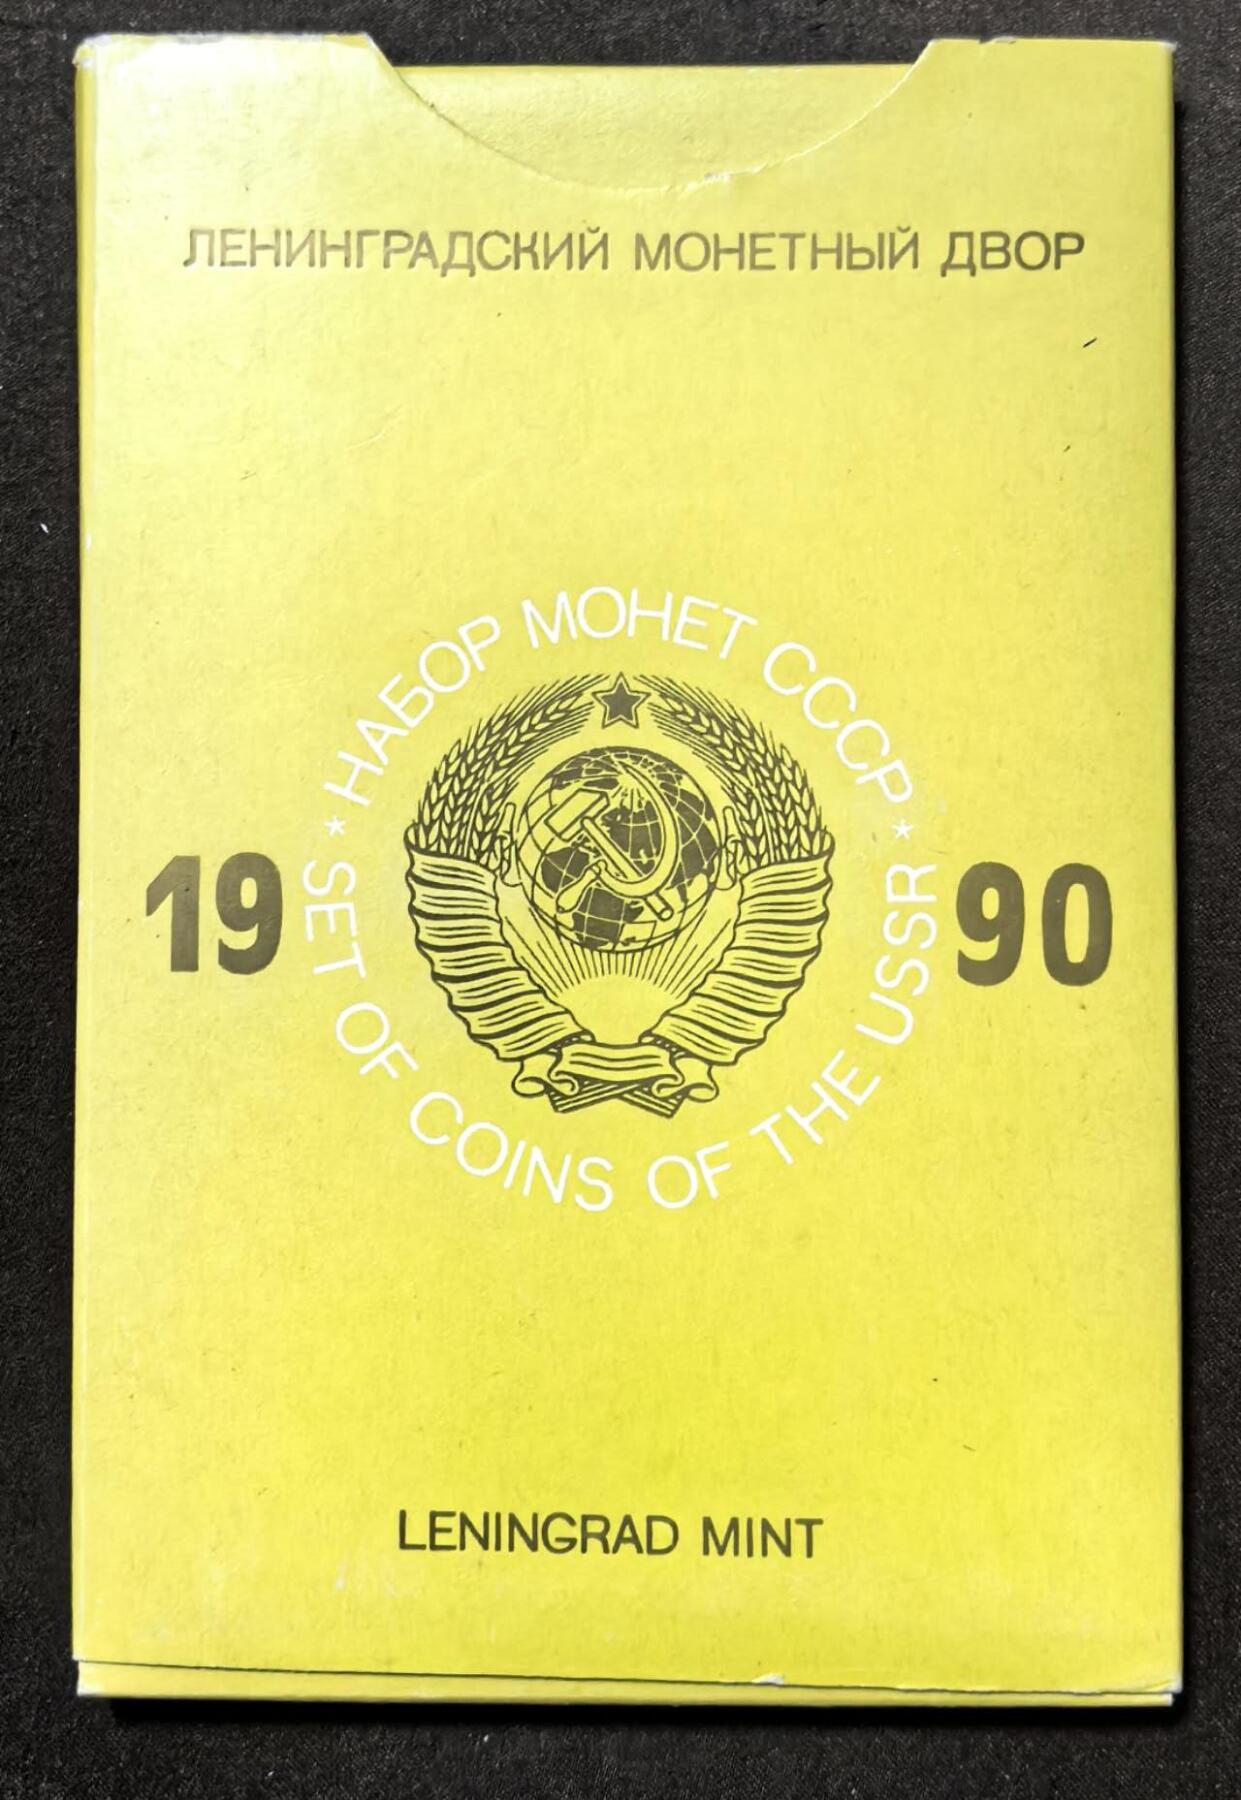 ЛЕНИНГРАДСКИЙ МОНЕТНЫЙ ДВОР
* НАБОР МОНЕТ СССР *
19 90
SET OF COINS OF THE USSR
LENINGRAD MINT